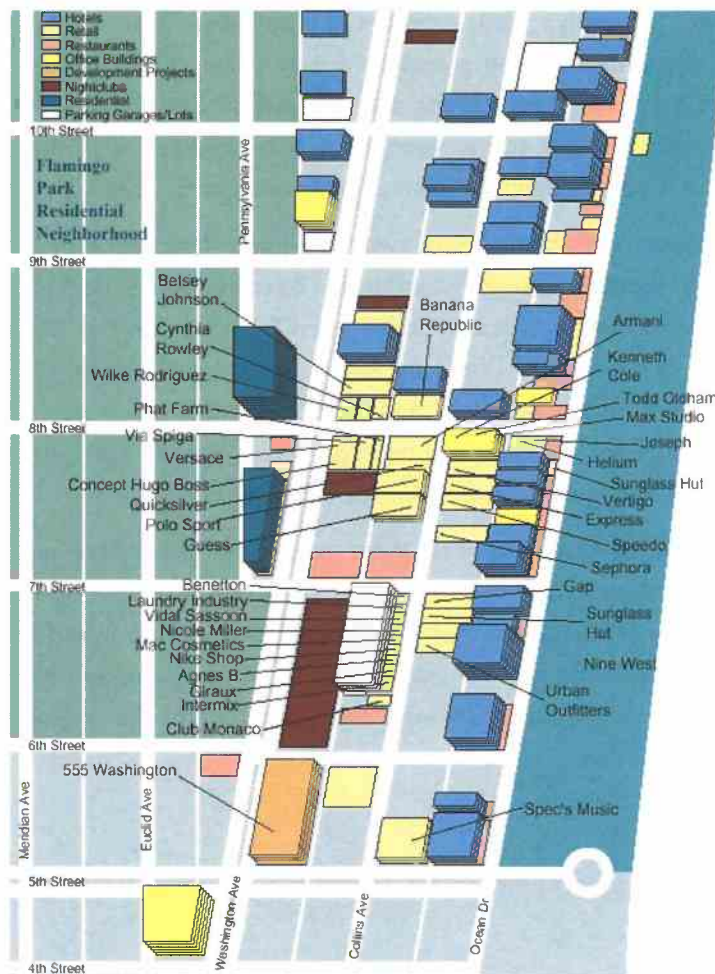 Hotels
Retail
Restaurants
Office Buildings
Development Projects
Nightclubs
Residential
Parking Garages/Lots
10th Street
Flamingo
Park
Residential
Neighborhood
Pennsylvania Ave
9th Street
Betsey
Johnson
Banana
Republic
Armani
Cynthia
Rowley
Kenneth
Cole
Wilke Rodriguez
Todd Oldham
Phat Farm
Max Studio
8th Street
Via Spiga
Joseph
Versace
Helium
Concept Hugo Boss
Sunglass Hut
Quicksilver
Vertigo
Polo Sport
Express
Guess
Speedo
Sephora
7th Street
Benetton
Gap
Laundry Industry
Vidal Sassoon
Sunglass
Hut
Nicole Miller
Mac Cosmetics
Nike Shop
Nine West
Agnes B.
Giraux
Urban
Outfitters
Intermix
Club Monaco
6th Street
555 Washington
Meridian Ave
Euclid Ave
Spec's Music
5th Street
Washington Ave
Collins Ave
Ocean Dr
4th Street